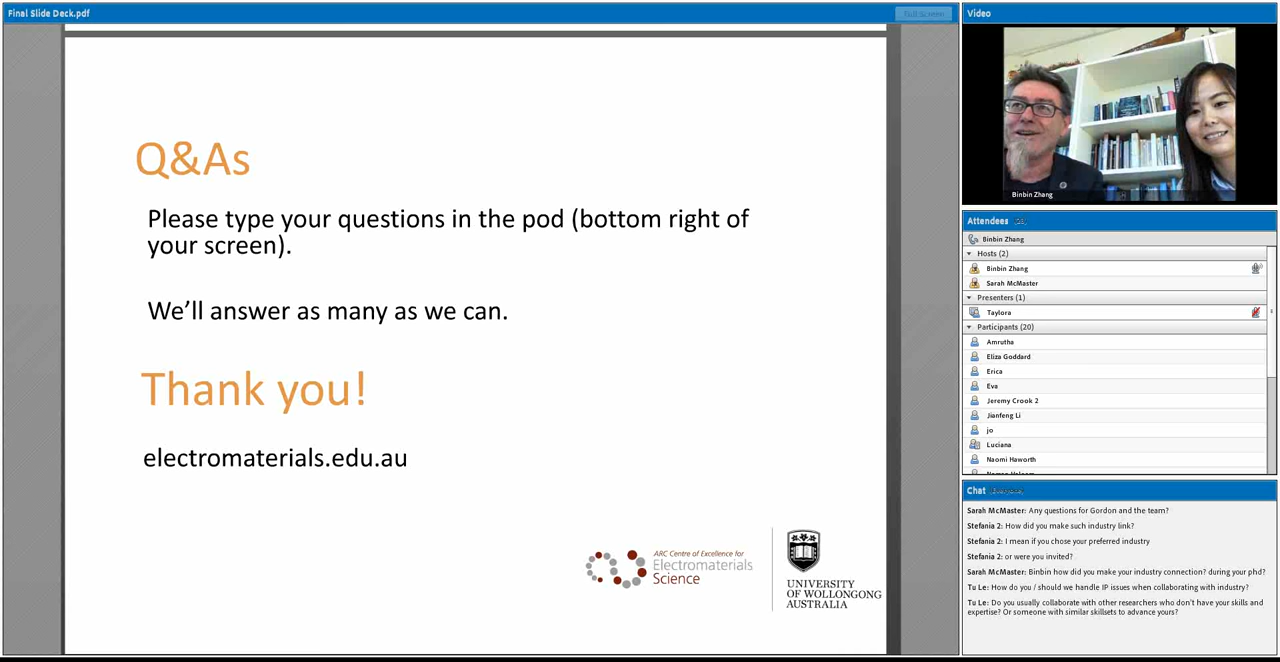 Final Slide Deck.pdf
Full Screen
Q&As
Please type your questions in the pod (bottom right of
your screen).
We'll answer as many as we can.
Thank you!
electromaterials.edu.au
ARC Centre of Excellence for
Electromaterials
Science
UNIVERSITY
OF WOLLONGONG
AUSTRALIA
Video
Binbin Zhang
Attendees
Binbin Zhang
Hosts (2)
Binbin Zhang
Sarah McMaster
Presenters (1)
Taylora
Participants (20)
Amrutha
Eliza Goddard
Erica
Eva
Jeremy Crook 2
Jianfeng Li
jo
Luciana
Naomi Haworth
Chat (Everyone)
Sarah McMaster: Any questions for Gordon and the team?
Stefania 2: How did you make such industry link?
Stefania 2: I mean if you chose your preferred industry
Stefania 2: or were you invited?
Sarah McMaster: Binbin how did you make your industry connection? during your phd?
Tu Le: How do you / should we handle IP issues when collaborating with industry?
Tu Le: Do you usually collaborate with other researchers who don't have your skills and
expertise? Or someone with similar skillsets to advance yours?